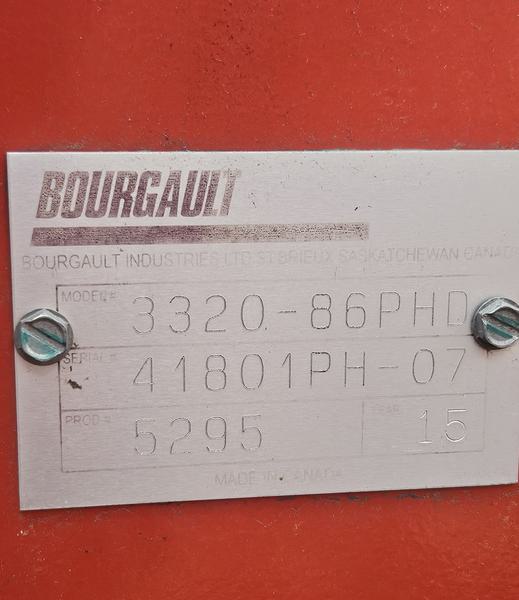 BOURGAULT
BOURGAULT INDUSTRIES LTD. ST. BRIEUX SASKATCHEWAN CANADA
MODEL# 3320-86PHD
SERIAL # 41801PH-07
PROD# 5295 YEAR 15
MADE IN CANADA